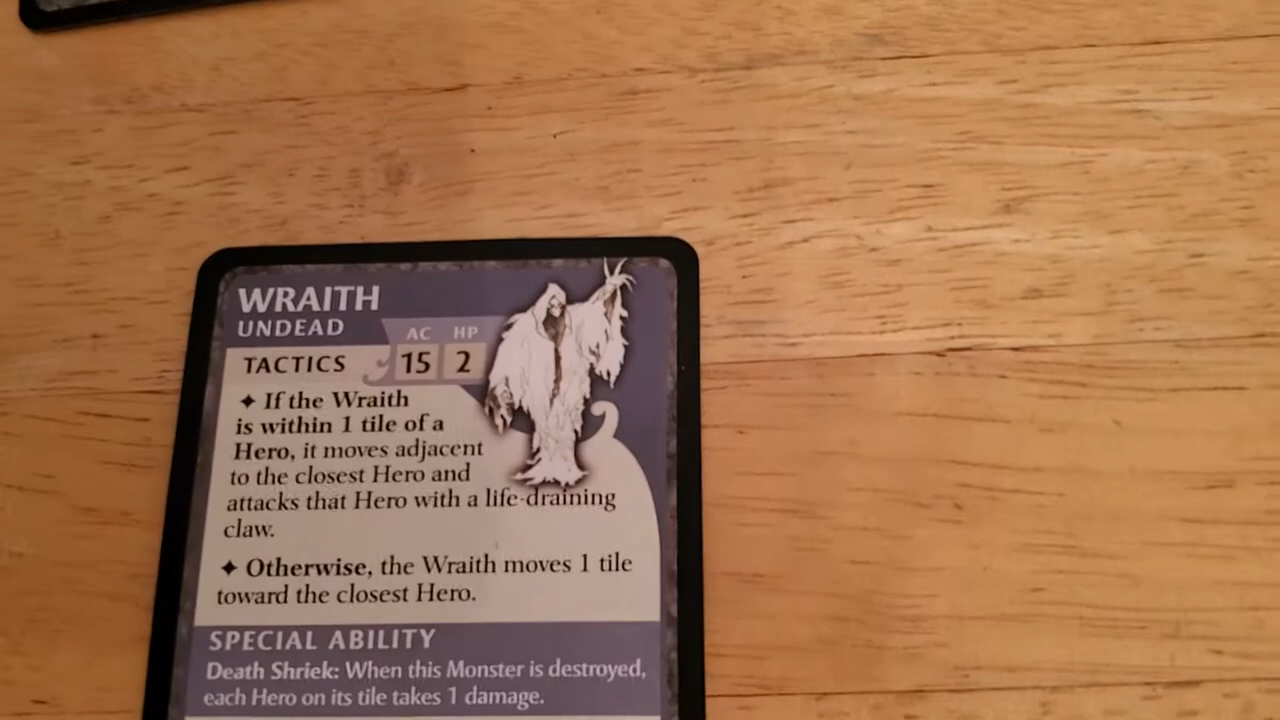 WRAITH
UNDEAD
AC HP
TACTICS 15 2
✦ If the Wraith
is within 1 tile of a
Hero, it moves adjacent
to the closest Hero and
attacks that Hero with a life-draining
claw.
✦ Otherwise, the Wraith moves 1 tile
toward the closest Hero.
SPECIAL ABILITY
Death Shriek: When this Monster is destroyed,
each Hero on its tile takes 1 damage.